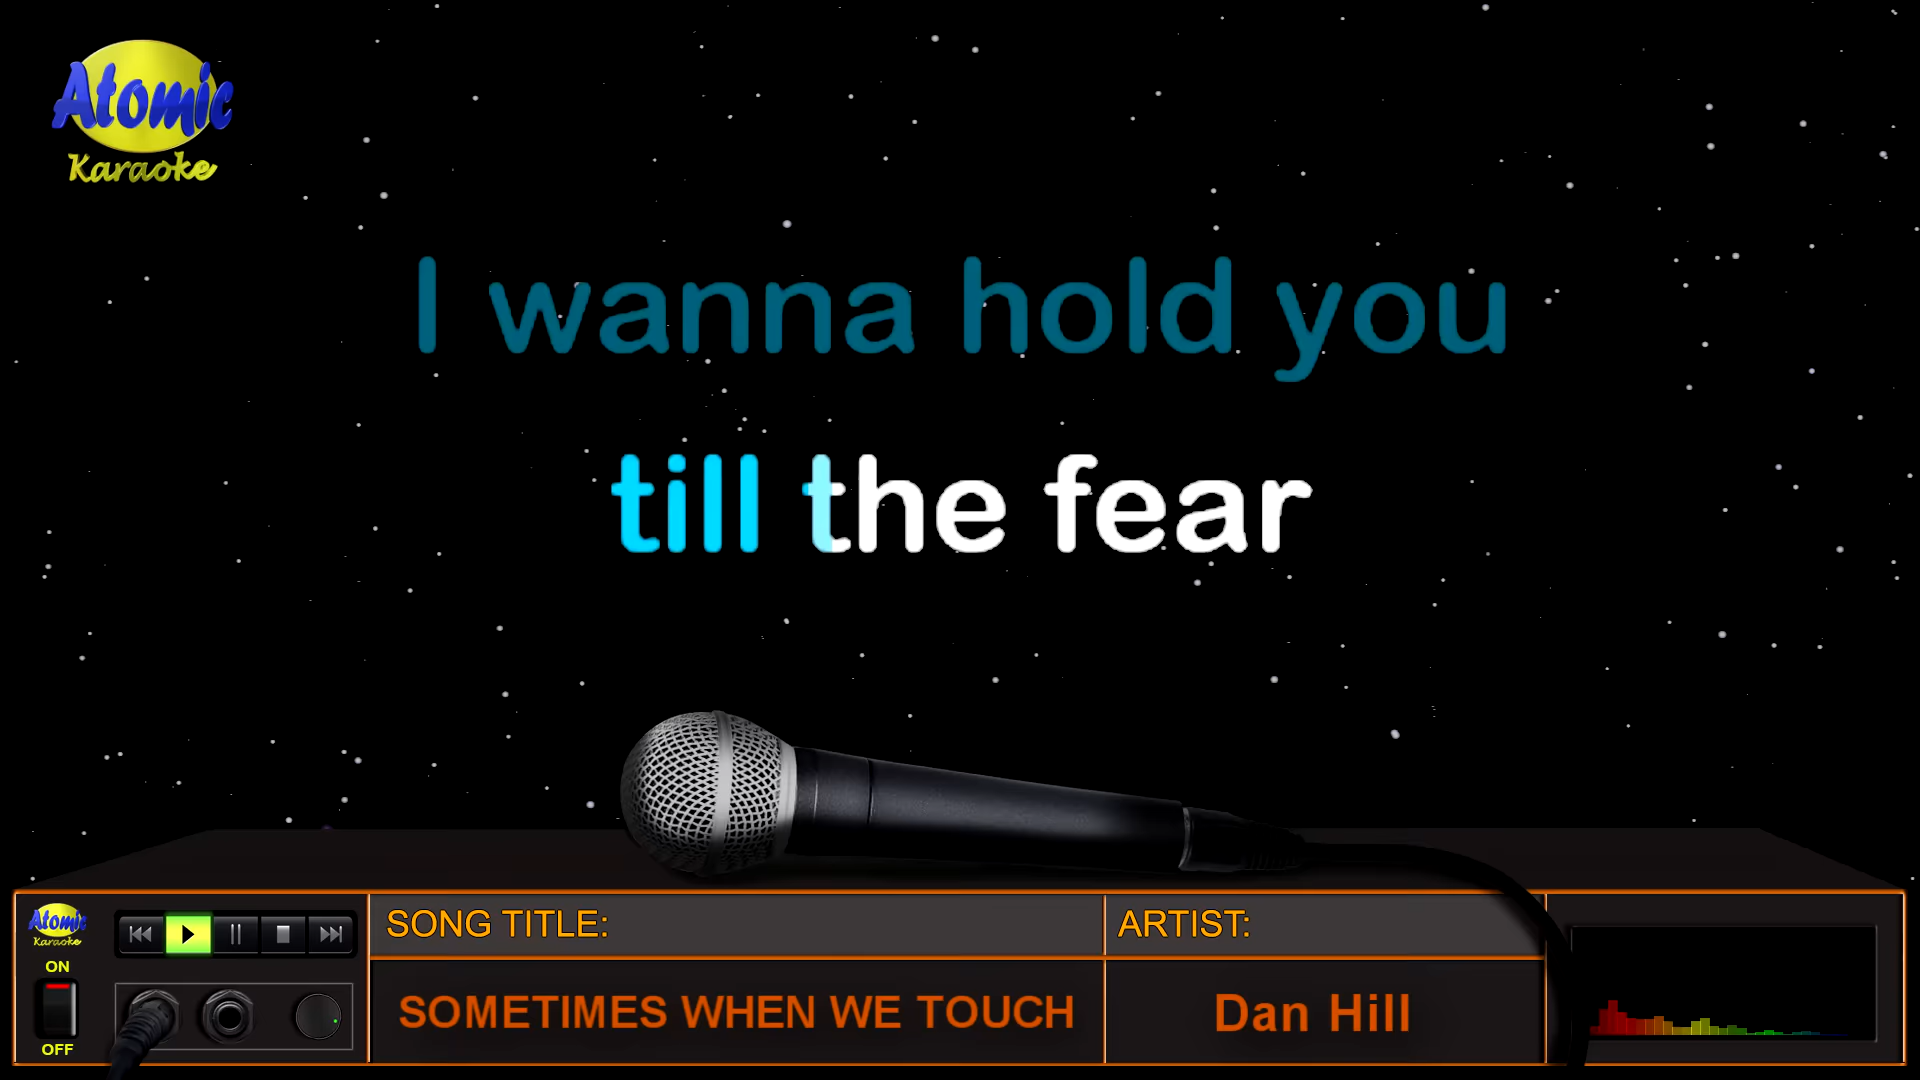 Atomic
Karaoke
I wanna hold you
till the fear
Atomic
Karaoke
ON
OFF
SONG TITLE:
SOMETIMES WHEN WE TOUCH
ARTIST:
Dan Hill